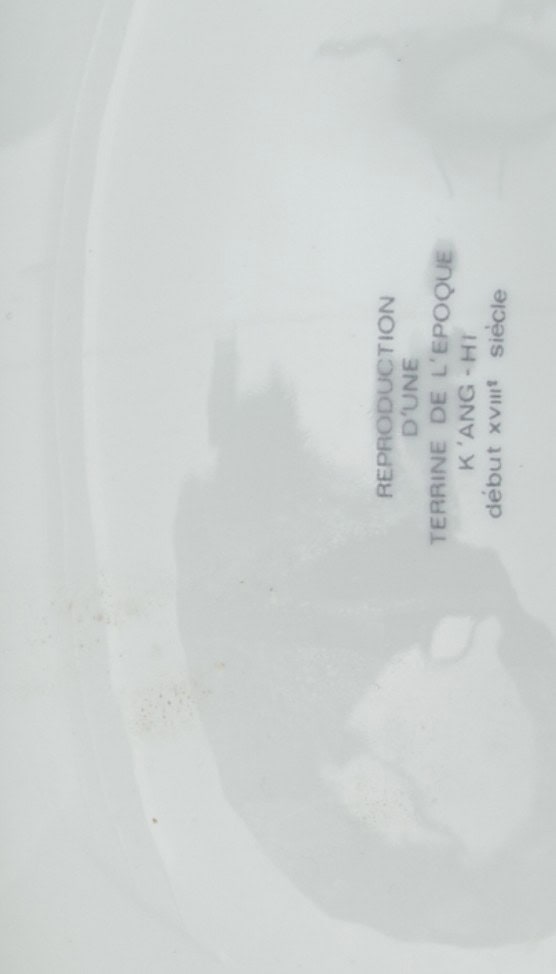 REPRODUCTION
D'UNE
TERRINE DE L'EPOQUE
K'ANG-HI
début XVIIIe siècle